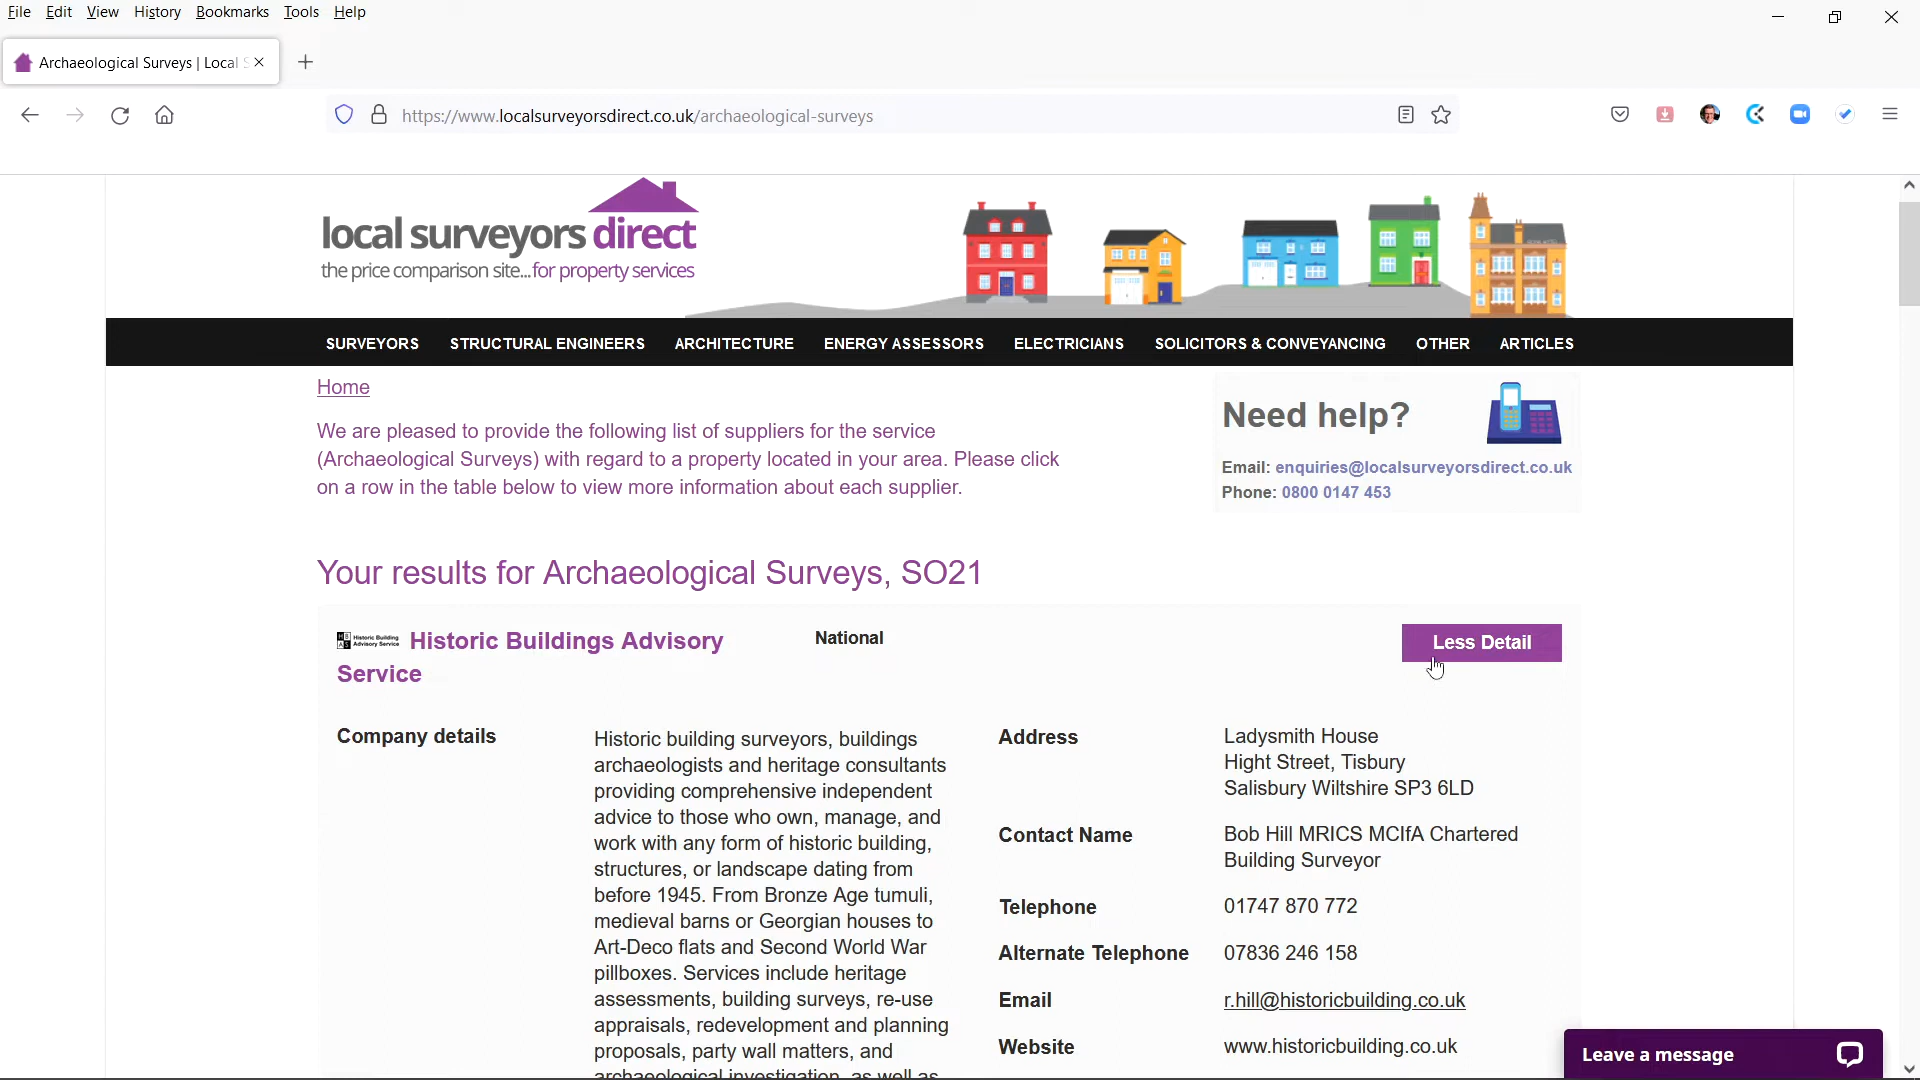 File Edit View History Bookmarks Tools Help
Archaeological Surveys | Local S
https://www.localsurveyorsdirect.co.uk/archaeological-surveys
local surveyors direct
the price comparison site...for property services
SURVEYORS STRUCTURAL ENGINEERS ARCHITECTURE ENERGY ASSESSORS ELECTRICIANS SOLICITORS & CONVEYANCING OTHER ARTICLES
Home
We are pleased to provide the following list of suppliers for the service
(Archaeological Surveys) with regard to a property located in your area. Please click
on a row in the table below to view more information about each supplier.
Need help?
Email: enquiries@localsurveyorsdirect.co.uk
Phone: 0800 0147 453
Your results for Archaeological Surveys, SO21
HBAS Historic Building
Advisory Service
Historic Buildings Advisory
Service
National
Less Detail
Company details
Historic building surveyors, buildings
archaeologists and heritage consultants
providing comprehensive independent
advice to those who own, manage, and
work with any form of historic building,
structures, or landscape dating from
before 1945. From Bronze Age tumuli,
medieval barns or Georgian houses to
Art-Deco flats and Second World War
pillboxes. Services include heritage
assessments, building surveys, re-use
appraisals, redevelopment and planning
proposals, party wall matters, and
archaeological investigation, as well as
Address
Ladysmith House
Hight Street, Tisbury
Salisbury Wiltshire SP3 6LD
Contact Name
Bob Hill MRICS MCIfA Chartered
Building Surveyor
Telephone
01747 870 772
Alternate Telephone
07836 246 158
Email
r.hill@historicbuilding.co.uk
Website
www.historicbuilding.co.uk
Leave a message